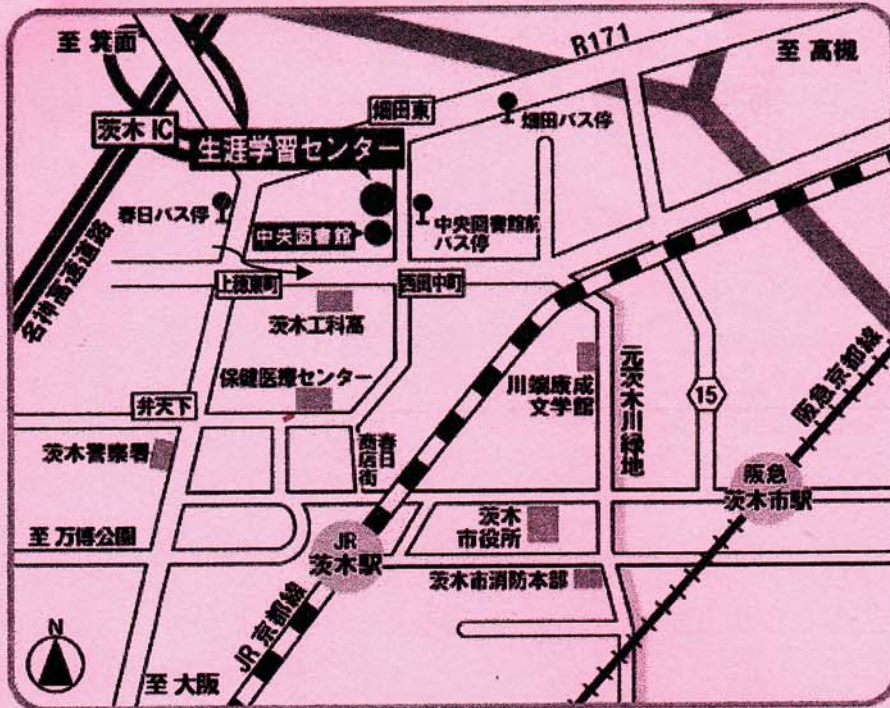 至 箕面
R171
至 高槻
茨木 IC
畑田東
畑田バス停
生涯学習センター
春日バス停
中央図書館前
バス停
中央図書館
名神高速道路
上穂東町
西田中町
茨木工科高
保健医療センター
川端康成
文学館
元茨木川緑地
15
阪急京都線
弁天下
茨木警察署
春日
商店街
阪急
茨木市駅
至 万博公園
JR
茨木駅
茨木
市役所
茨木市消防本部
JR京都線
N
至 大阪